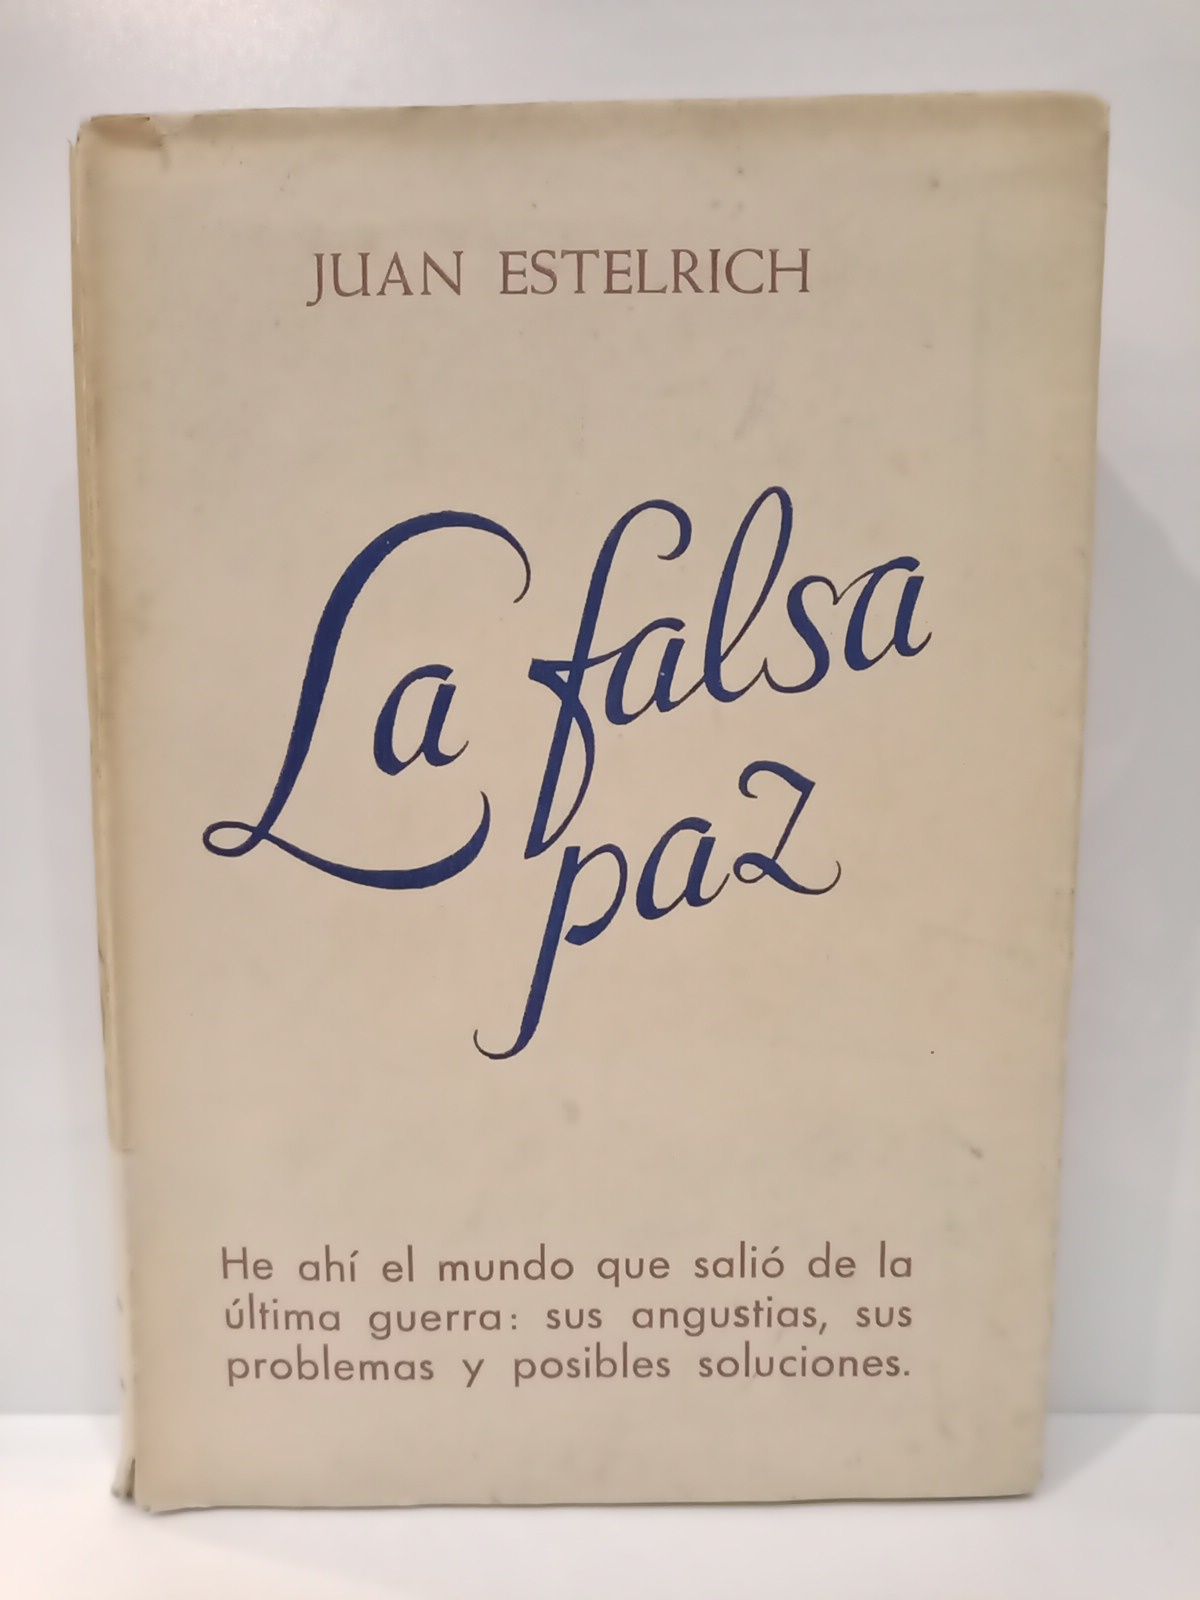 JUAN ESTELRICH
La falsa
paz
He ahí el mundo que salió de la
última guerra: sus angustias, sus
problemas y posibles soluciones.